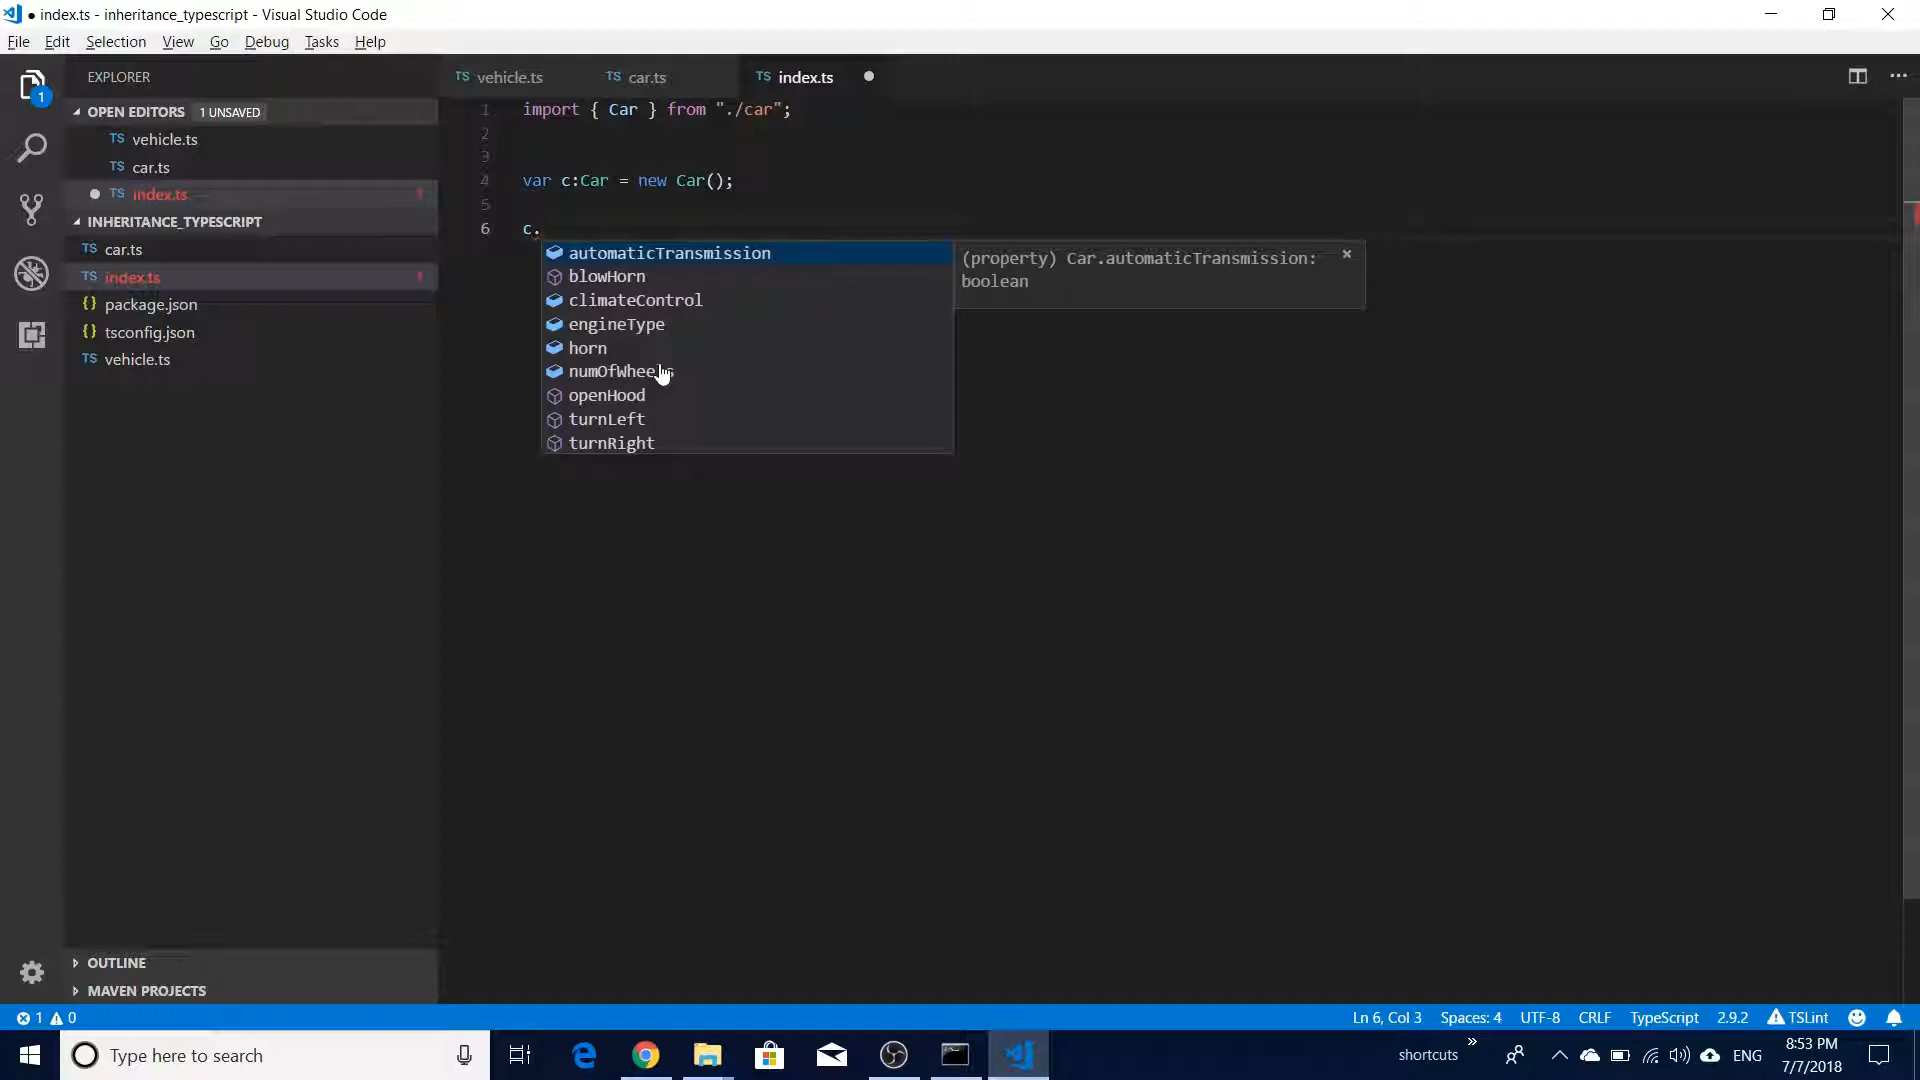 ● index.ts - inheritance_typescript - Visual Studio Code
File Edit Selection View Go Debug Tasks Help
EXPLORER
OPEN EDITORS 1 UNSAVED
TS vehicle.ts
TS car.ts
TS index.ts
INHERITANCE_TYPESCRIPT
TS car.ts
TS index.ts
{} package.json
{} tsconfig.json
TS vehicle.ts
OUTLINE
MAVEN PROJECTS
1
TS vehicle.ts TS car.ts TS index.ts
1 import { Car } from "./car";
2
3
4 var c:Car = new Car();
5
6 c.
automaticTransmission
blowHorn
climateControl
engineType
horn
numOfWheels
openHood
turnLeft
turnRight
(property) Car.automaticTransmission:
boolean
1 0
Ln 6, Col 3 Spaces: 4 UTF-8 CRLF TypeScript 2.9.2 TSLint
Type here to search
shortcuts » ENG
8:53 PM
7/7/2018